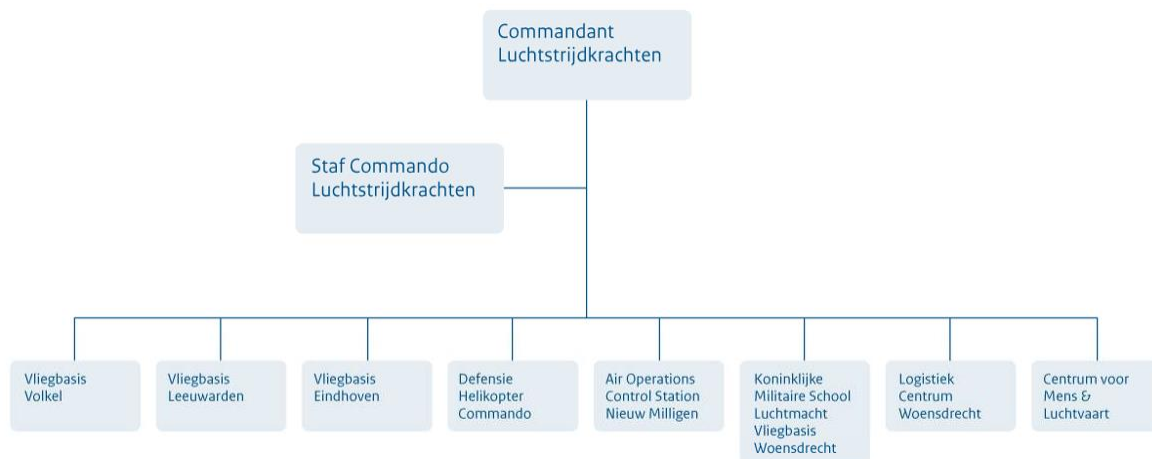 Commandant
Luchtstrijdkrachten
Staf Commando
Luchtstrijdkrachten
Vliegbasis
Volkel
Vliegbasis
Leeuwarden
Vliegbasis
Eindhoven
Defensie
Helikopter
Commando
Air Operations
Control Station
Nieuw Milligen
Koninklijke
Militaire School
Luchtmacht
Vliegbasis
Woensdrecht
Logistiek
Centrum
Woensdrecht
Centrum voor
Mens &
Luchtvaart